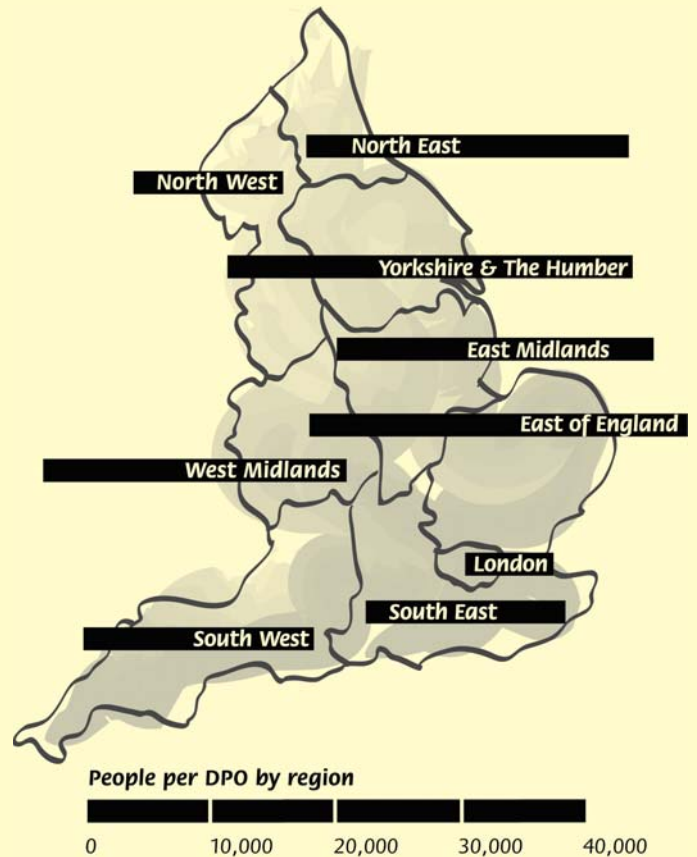 North East
North West
Yorkshire & The Humber
East Midlands
East of England
West Midlands
London
South East
South West
People per DPO by region
0 10,000 20,000 30,000 40,000